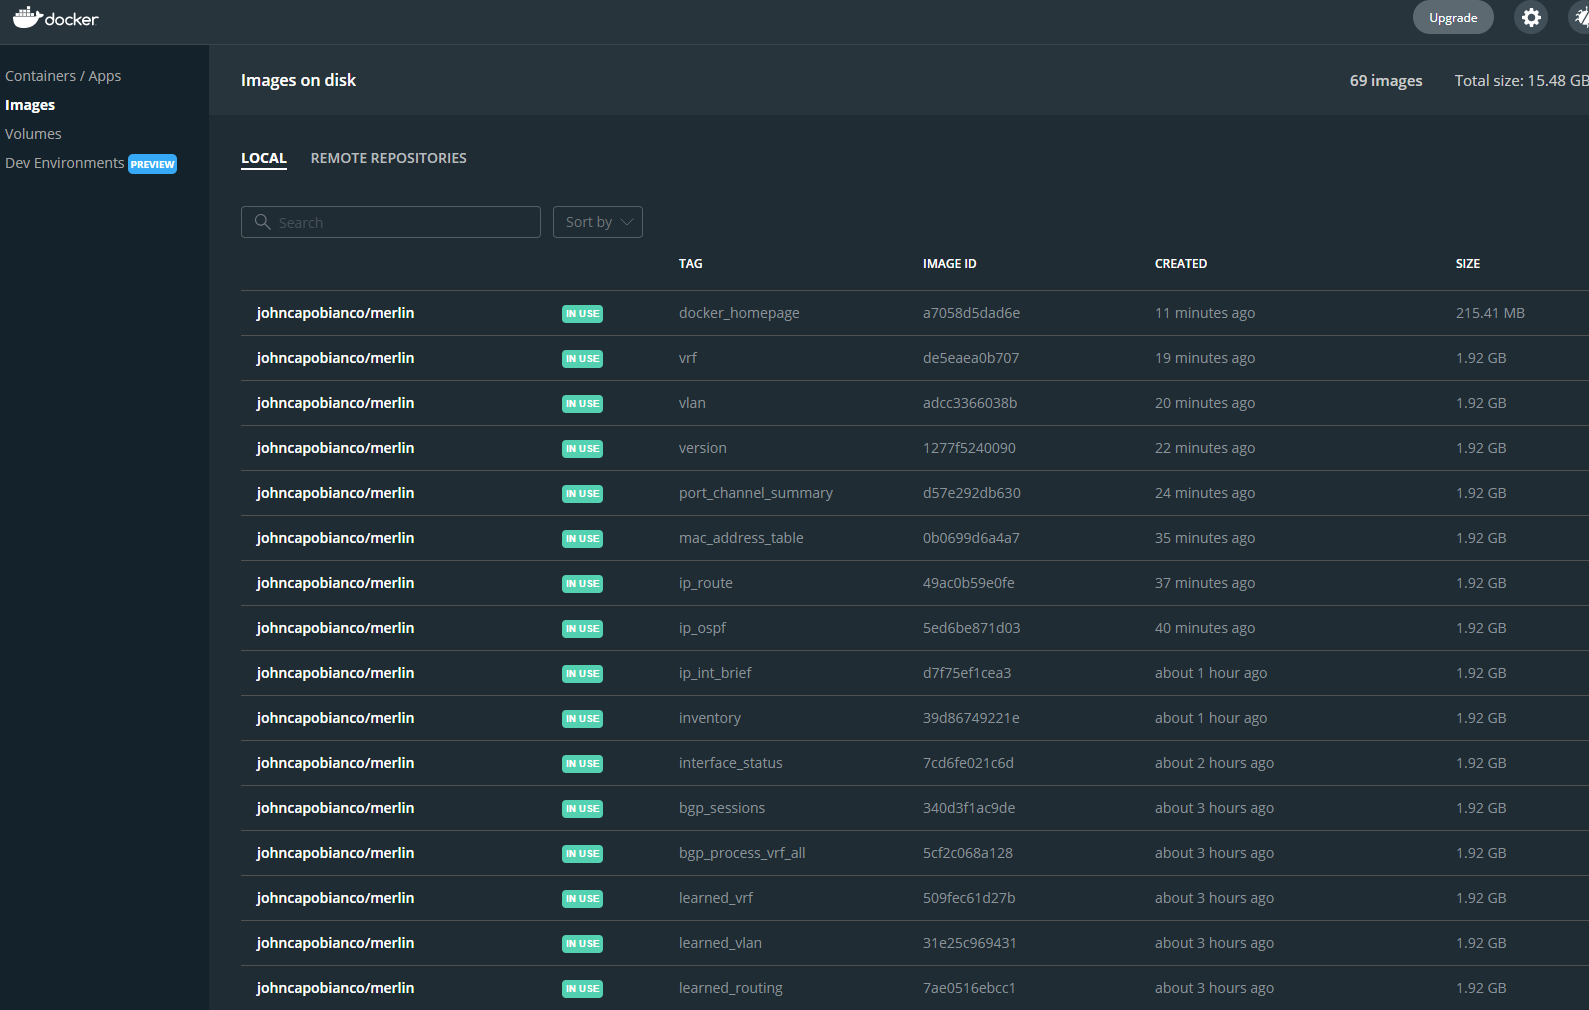 docker
Upgrade
Containers / Apps
Images
Volumes
Dev Environments PREVIEW
Images on disk
69 images Total size: 15.48 GB
LOCAL REMOTE REPOSITORIES
Search Sort by
TAG IMAGE ID CREATED SIZE
johncapobianco/merlin IN USE docker_homepage a7058d5dad6e 11 minutes ago 215.41 MB
johncapobianco/merlin IN USE vrf de5eaea0b707 19 minutes ago 1.92 GB
johncapobianco/merlin IN USE vlan adcc3366038b 20 minutes ago 1.92 GB
johncapobianco/merlin IN USE version 1277f5240090 22 minutes ago 1.92 GB
johncapobianco/merlin IN USE port_channel_summary d57e292db630 24 minutes ago 1.92 GB
johncapobianco/merlin IN USE mac_address_table 0b0699d6a4a7 35 minutes ago 1.92 GB
johncapobianco/merlin IN USE ip_route 49ac0b59e0fe 37 minutes ago 1.92 GB
johncapobianco/merlin IN USE ip_ospf 5ed6be871d03 40 minutes ago 1.92 GB
johncapobianco/merlin IN USE ip_int_brief d7f75ef1cea3 about 1 hour ago 1.92 GB
johncapobianco/merlin IN USE inventory 39d86749221e about 1 hour ago 1.92 GB
johncapobianco/merlin IN USE interface_status 7cd6fe021c6d about 2 hours ago 1.92 GB
johncapobianco/merlin IN USE bgp_sessions 340d3f1ac9de about 3 hours ago 1.92 GB
johncapobianco/merlin IN USE bgp_process_vrf_all 5cf2c068a128 about 3 hours ago 1.92 GB
johncapobianco/merlin IN USE learned_vrf 509fec61d27b about 3 hours ago 1.92 GB
johncapobianco/merlin IN USE learned_vlan 31e25c969431 about 3 hours ago 1.92 GB
johncapobianco/merlin IN USE learned_routing 7ae0516ebcc1 about 3 hours ago 1.92 GB